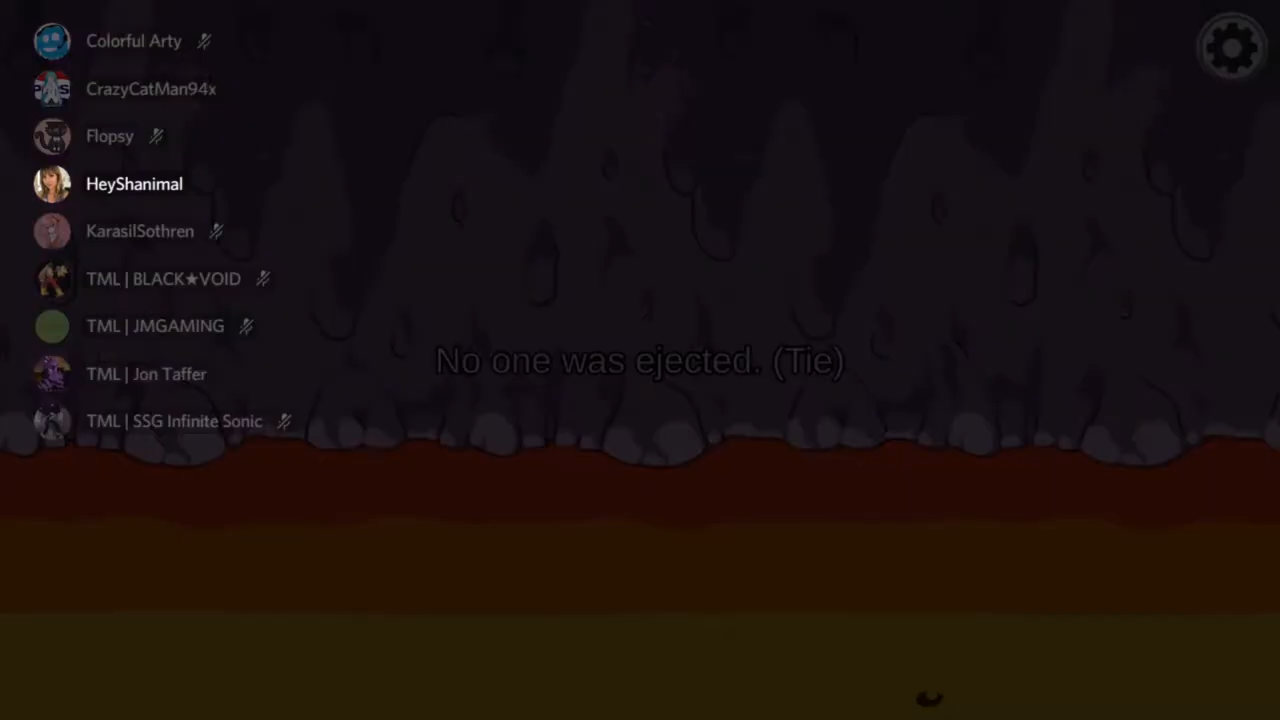 Colorful Arty
CrazyCatMan94x
Flopsy
HeyShanimal
KarasilSothren
TML | BLACK★VOID
TML | JMGAMING
No one was ejected. (Tie)
TML | Jon Taffer
TML | SSG Infinite Sonic